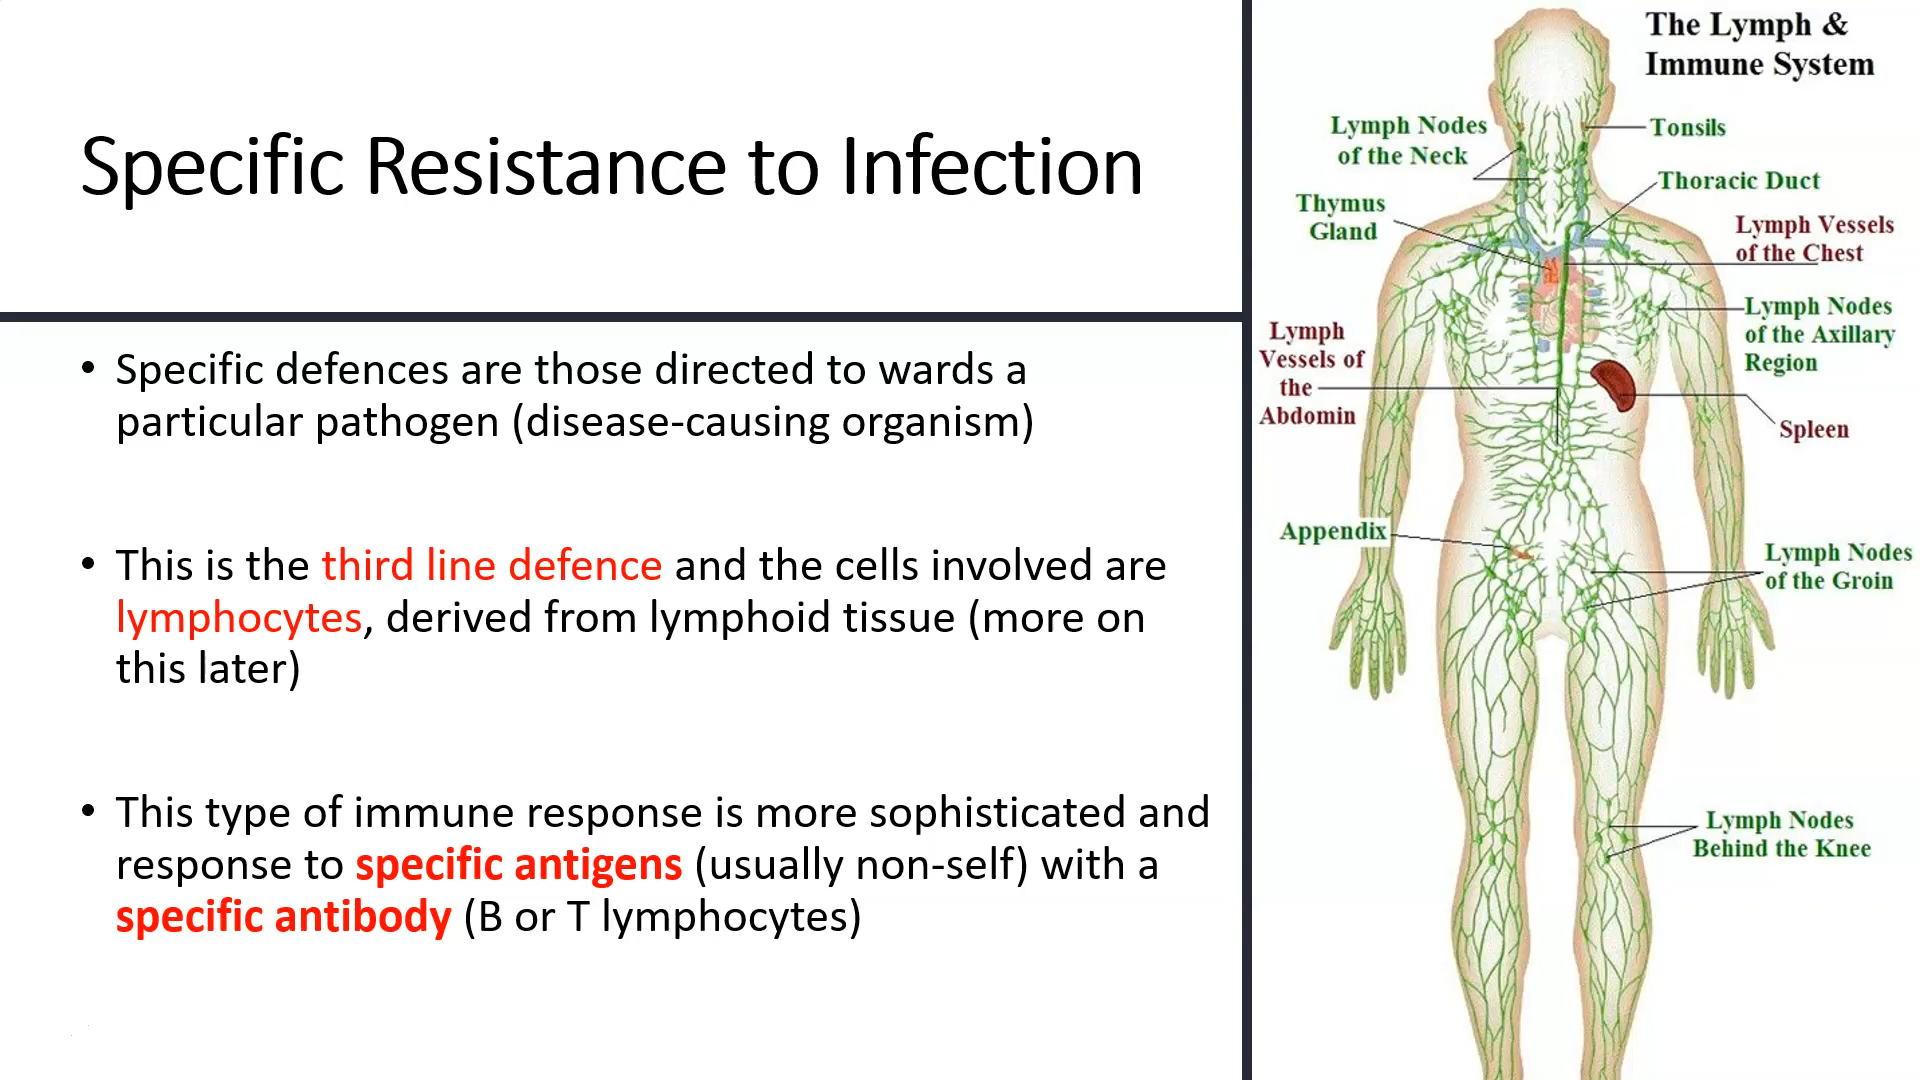 Specific Resistance to Infection
• Specific defences are those directed to wards a
particular pathogen (disease-causing organism)
• This is the third line defence and the cells involved are
lymphocytes, derived from lymphoid tissue (more on
this later)
• This type of immune response is more sophisticated and
response to specific antigens (usually non-self) with a
specific antibody (B or T lymphocytes)
The Lymph &
Immune System
Lymph Nodes
of the Neck
Tonsils
Thoracic Duct
Thymus
Gland
Lymph Vessels
of the Chest
Lymph Nodes
of the Axillary
Region
Lymph
Vessels of
the
Abdomin
Spleen
Appendix
Lymph Nodes
of the Groin
Lymph Nodes
Behind the Knee